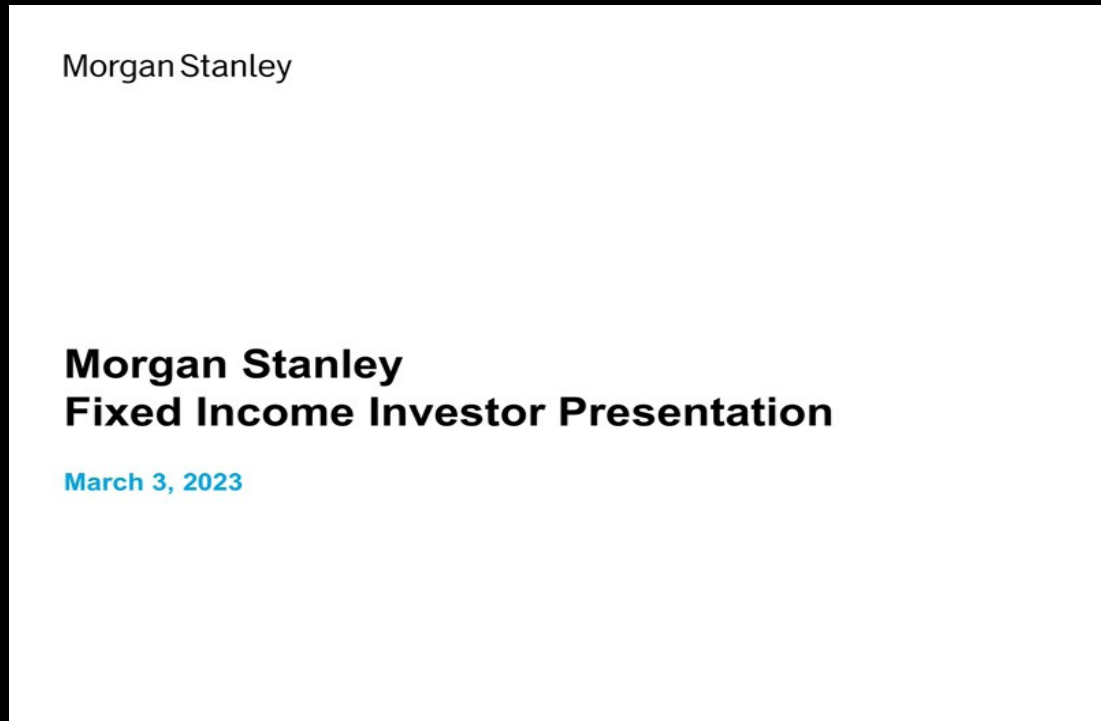 Morgan Stanley
Morgan Stanley
Fixed Income Investor Presentation
March 3, 2023